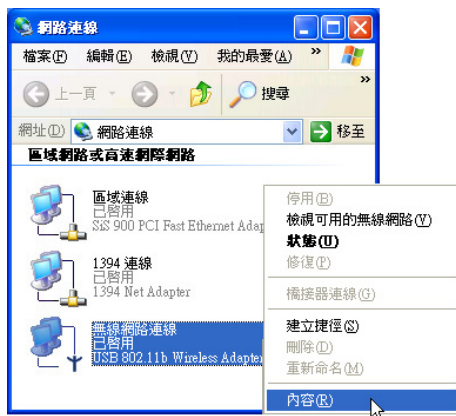 網路連線
檔案(F) 編輯(E) 檢視(V) 我的最愛(A) »
上一頁 搜尋 »
網址(D) 網路連線 移至
區域網路或高速網際網路
區域連線
已啓用
SiS 900 PCI Fast Ethernet Adap
1394 連線
已啓用
1394 Net Adapter
無線網路連線
已啓用
USB 802.11b Wireless Adapter
停用(B)
檢視可用的無線網路(V)
狀態(U)
修復(P)
橋接器連線(G)
建立捷徑(S)
刪除(D)
重新命名(M)
內容(R)